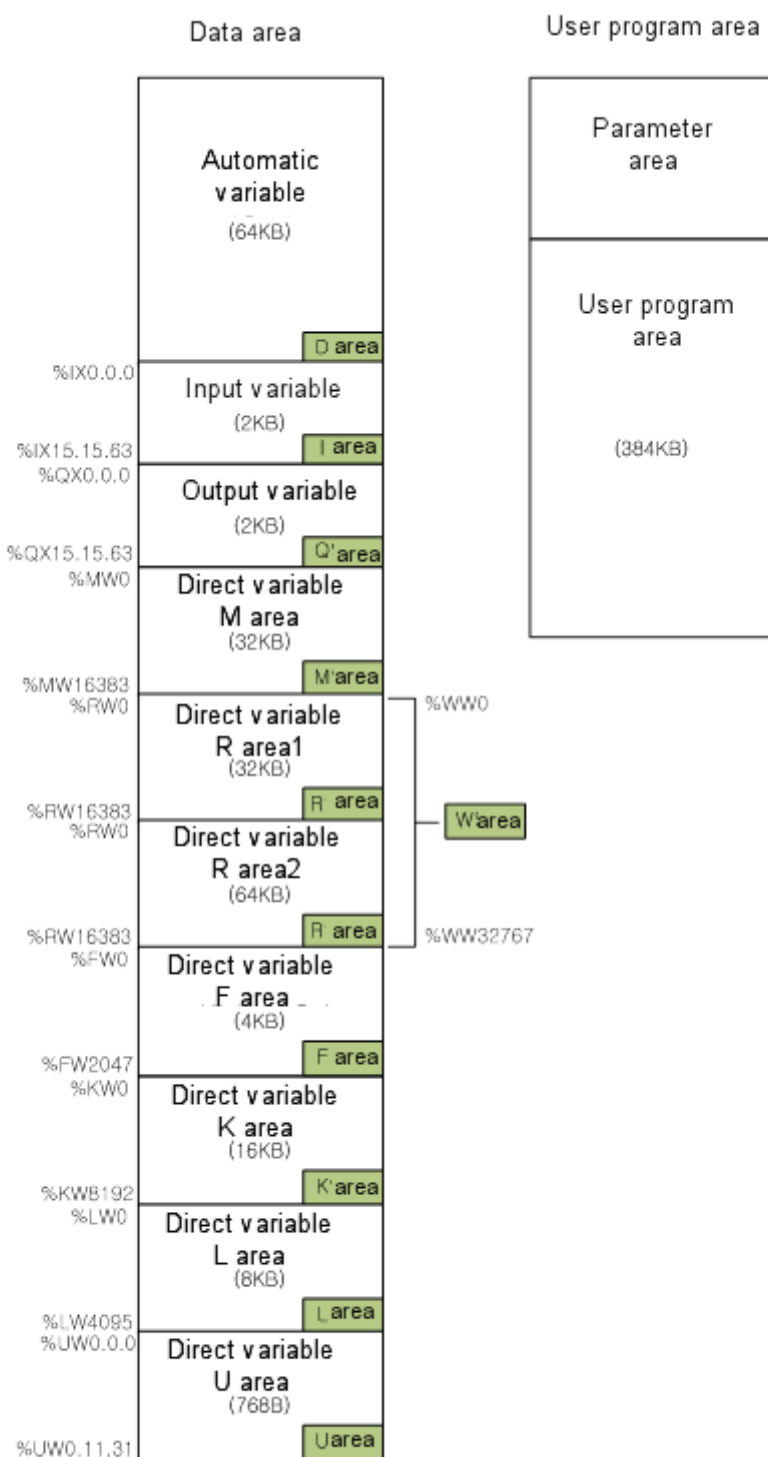 Data area
User program area
Automatic
variable
(64KB)
D area
Parameter
area
User program
area
(384KB)
%IX0.0.0
Input variable
(2KB)
I area
%IX15.15.63
%QX0.0.0
Output variable
(2KB)
Q'area
%QX15.15.63
%MW0
Direct variable
M area
(32KB)
M'area
%MW16383
%RW0
Direct variable
R area1
(32KB)
R' area
%RW16383
%RW0
Direct variable
R area2
(64KB)
R' area
%RW16383
%WW0
W'area
%WW32767
%FW0
Direct variable
F area
(4KB)
F area
%FW2047
%KW0
Direct variable
K area
(16KB)
K'area
%KW8192
%LW0
Direct variable
L area
(8KB)
L area
%LW4095
%UW0.0.0
Direct variable
U area
(768B)
U area
%UW0.11.31